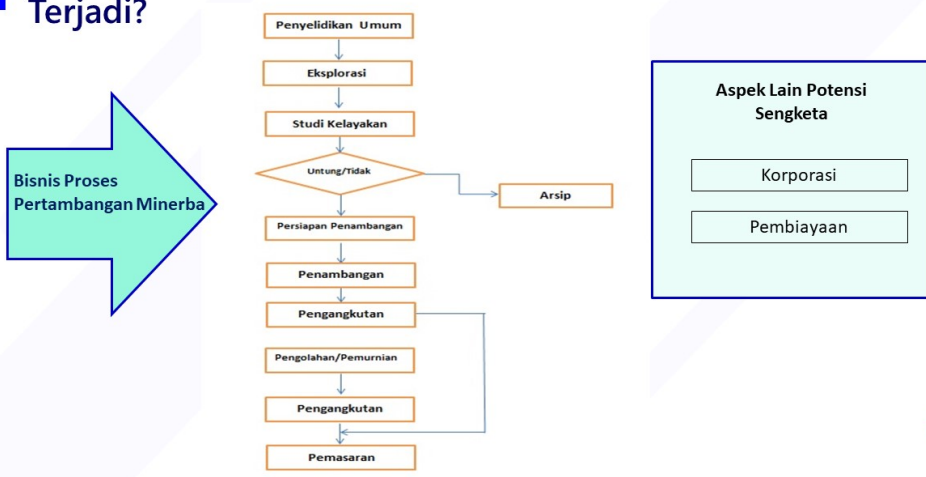 Terjadi?
Bisnis Proses
Pertambangan Minerba
Penyelidikan Umum
Eksplorasi
Studi Kelayakan
Untung/Tidak
Arsip
Persiapan Penambangan
Penambangan
Pengangkutan
Pengolahan/Pemurnian
Pengangkutan
Pemasaran
Aspek Lain Potensi
Sengketa
Korporasi
Pembiayaan